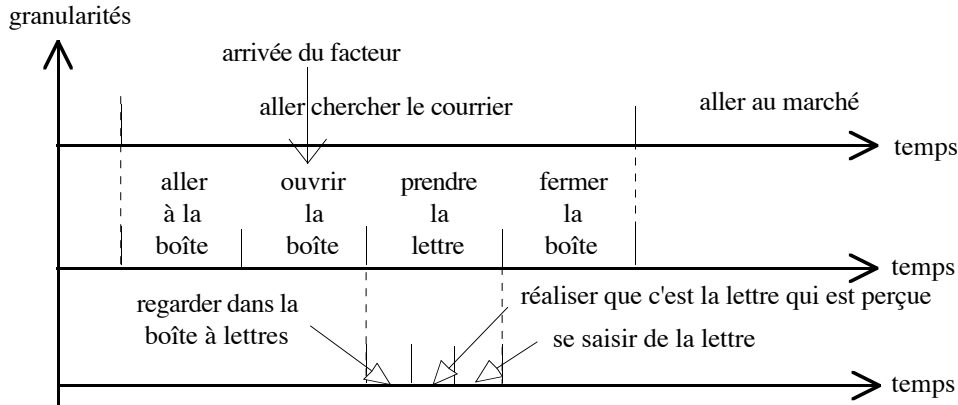 granularités
arrivée du facteur
aller chercher le courrier
aller au marché
temps
aller
à la
boîte
ouvrir
la
boîte
prendre
la
lettre
fermer
la
boîte
temps
regarder dans la
boîte à lettres
réaliser que c'est la lettre qui est perçue
se saisir de la lettre
temps